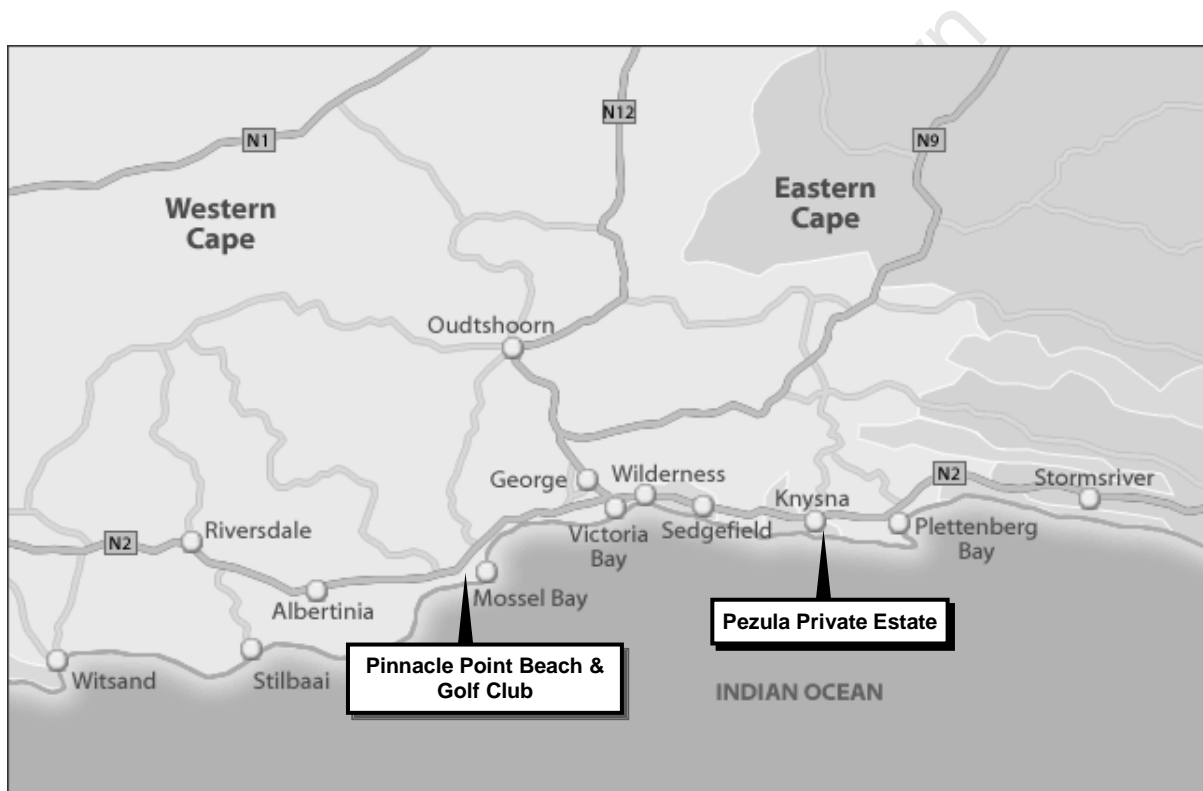 N1
N12
N9
Western
Cape
Eastern
Cape
Oudtshoorn
George
Wilderness
N2
Stormsriver
Knysna
Riversdale
N2
Victoria
Bay
Sedgefield
Plettenberg
Bay
Albertinia
Mossel Bay
Pezula Private Estate
Witsand
Stilbaai
Pinnacle Point Beach &
Golf Club
INDIAN OCEAN